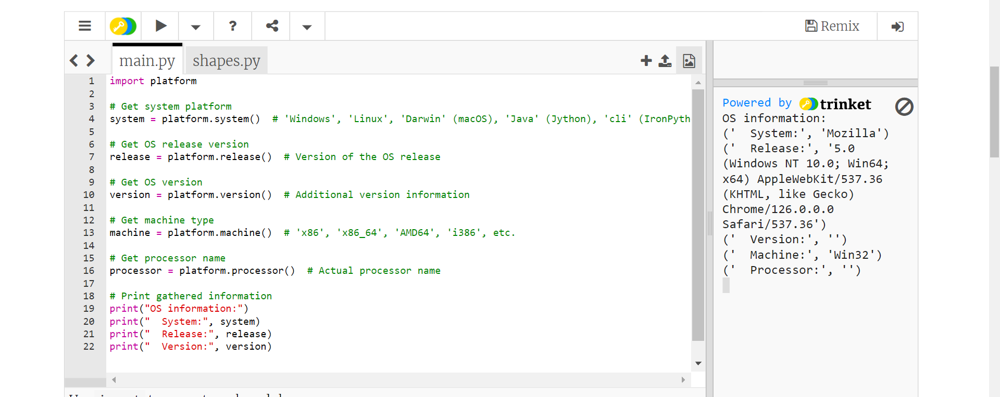 ?
Remix
main.py
shapes.py
1 import platform
2
3 # Get system platform
4 system = platform.system()  # 'Windows', 'Linux', 'Darwin' (macOS), 'Java' (Jython), 'cli' (IronPyth
5
6 # Get OS release version
7 release = platform.release()  # Version of the OS release
8
9 # Get OS version
10 version = platform.version()  # Additional version information
11
12 # Get machine type
13 machine = platform.machine()  # 'x86', 'x86_64', 'AMD64', 'i386', etc.
14
15 # Get processor name
16 processor = platform.processor()  # Actual processor name
17
18 # Print gathered information
19 print("OS information:")
20 print("  System:", system)
21 print("  Release:", release)
22 print("  Version:", version)
Powered by trinket
OS information:
('  System:', 'Mozilla')
('  Release:', '5.0
(Windows NT 10.0; Win64;
x64) AppleWebKit/537.36
(KHTML, like Gecko)
Chrome/126.0.0.0
Safari/537.36')
('  Version:', '')
('  Machine:', 'Win32')
('  Processor:', '')